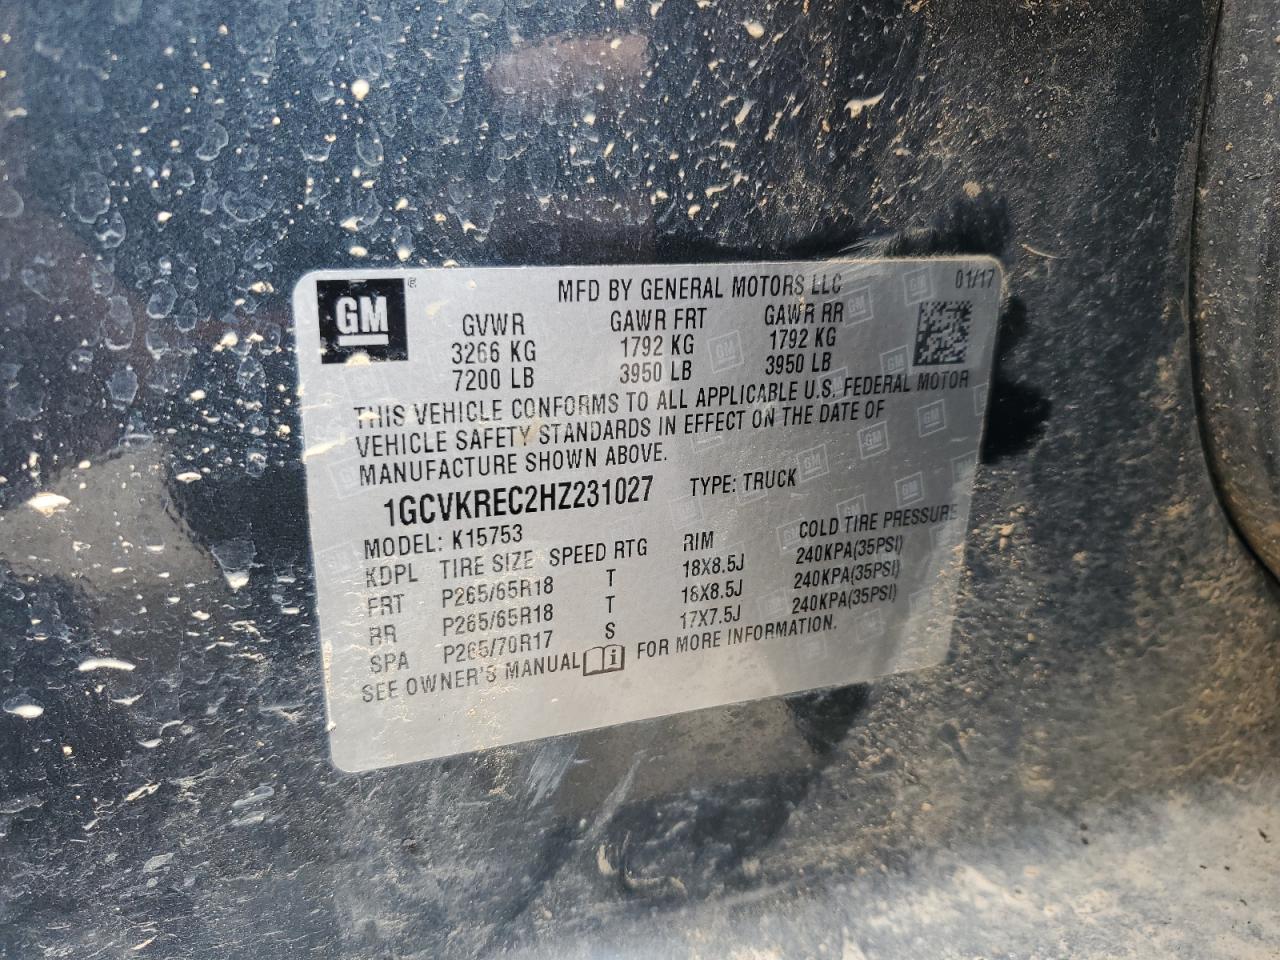 GM ® MFD BY GENERAL MOTORS LLC 01/17
GVWR GAWR FRT GAWR RR
3266 KG 1792 KG 1792 KG
7200 LB 3950 LB 3950 LB
THIS VEHICLE CONFORMS TO ALL APPLICABLE U.S. FEDERAL MOTOR
VEHICLE SAFETY STANDARDS IN EFFECT ON THE DATE OF
MANUFACTURE SHOWN ABOVE.
1GCVKREC2HZ231027 TYPE: TRUCK
MODEL: K15753
KDPL TIRE SIZE SPEED RTG RIM COLD TIRE PRESSURE
FRT P265/65R18 T 18X8.5J 240KPA(35PSI)
RR P265/65R18 T 18X8.5J 240KPA(35PSI)
SPA P265/70R17 S 17X7.5J 240KPA(35PSI)
SEE OWNER'S MANUAL i FOR MORE INFORMATION.